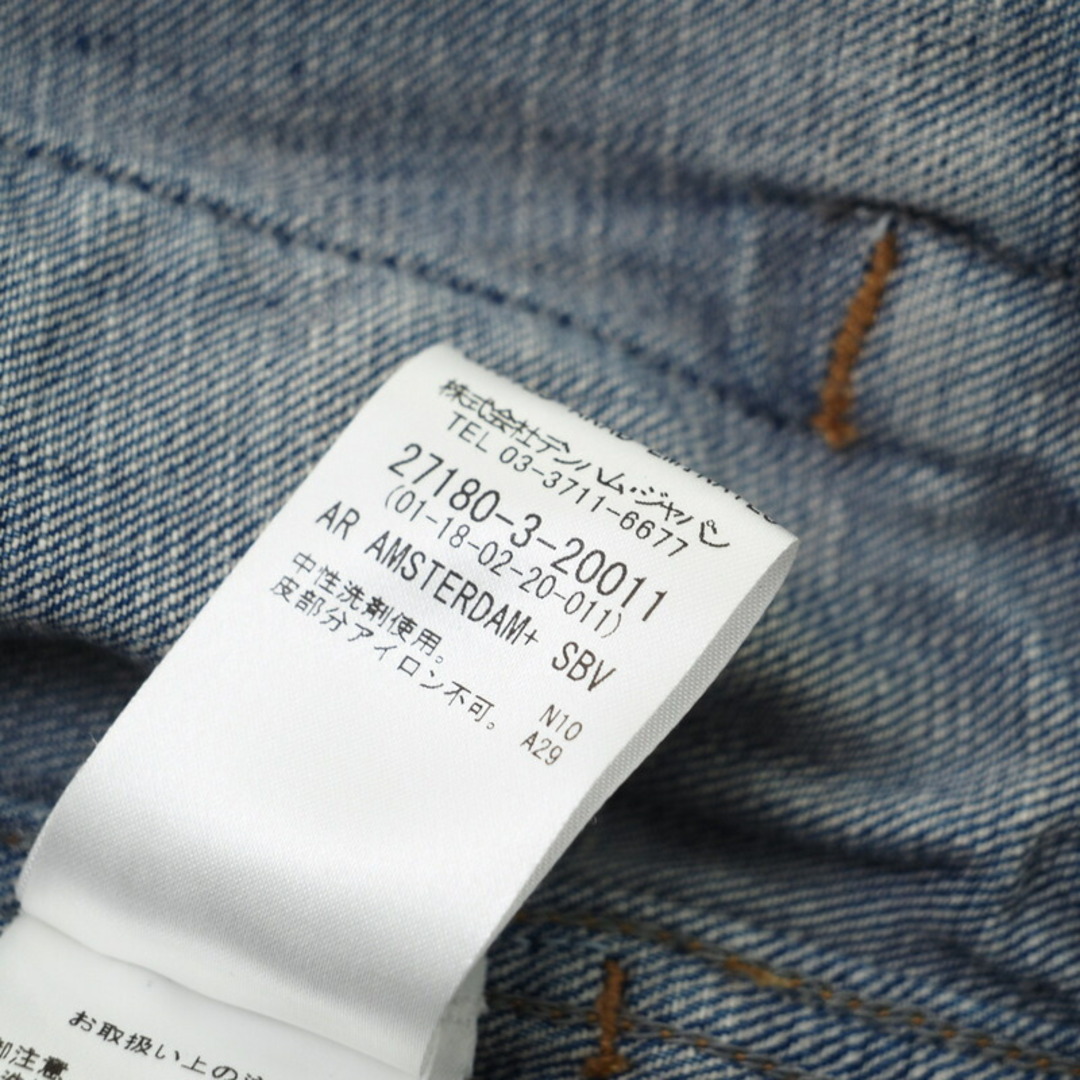 株式会社デンハム・ジャパン
TEL 03-3711-6677
27180-3-20011
(01-18-02-20-011)
AR AMSTERDAM+ SBV
中性洗剤使用。
皮部分アイロン不可。
N10
A29
お取扱い上の
注意